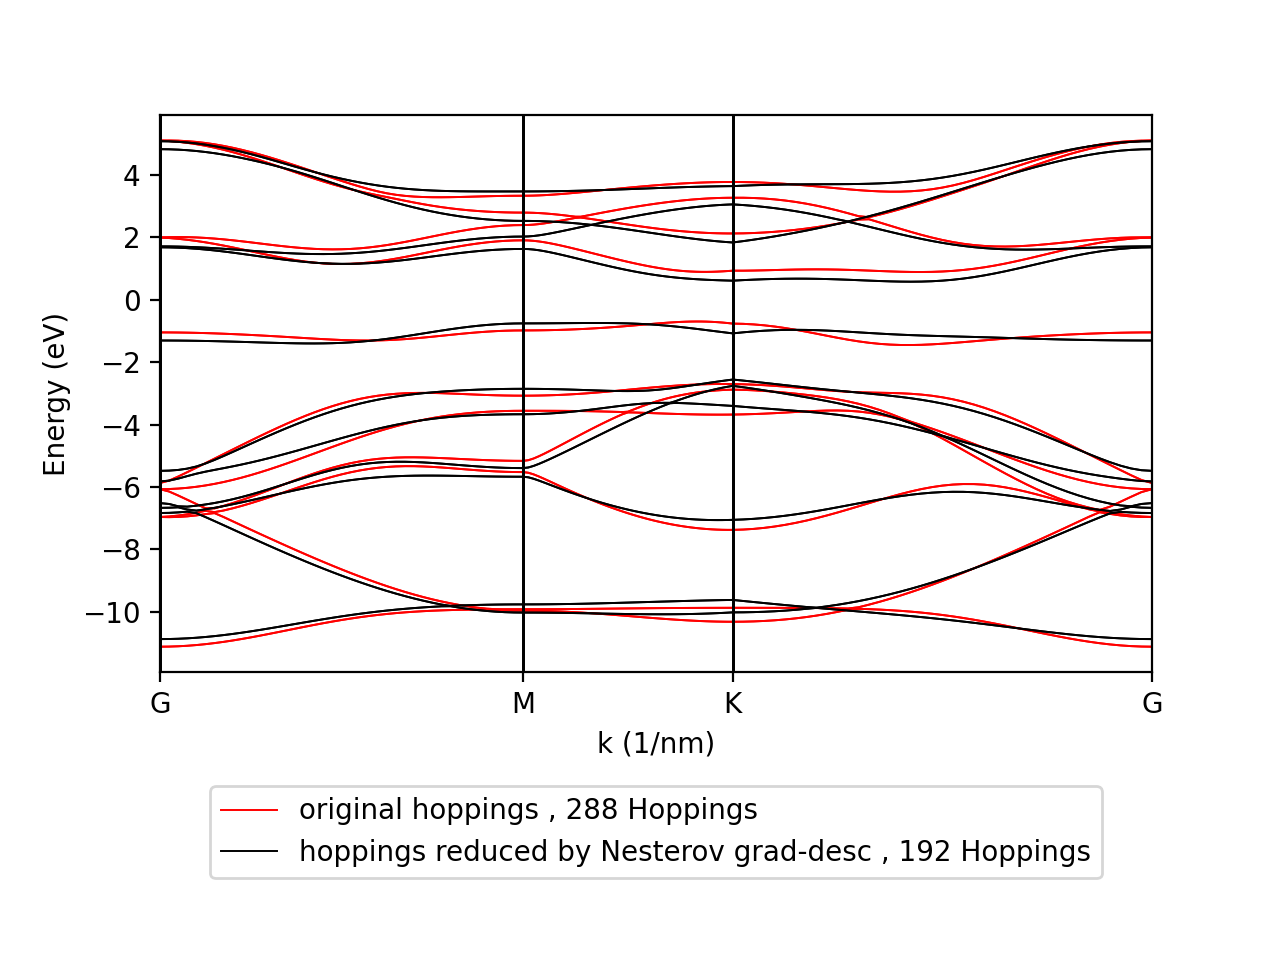 4
2
0
−2
−4
−6
−8
−10
Energy (eV)
G M K G
k (1/nm)
original hoppings , 288 Hoppings
hoppings reduced by Nesterov grad-desc , 192 Hoppings